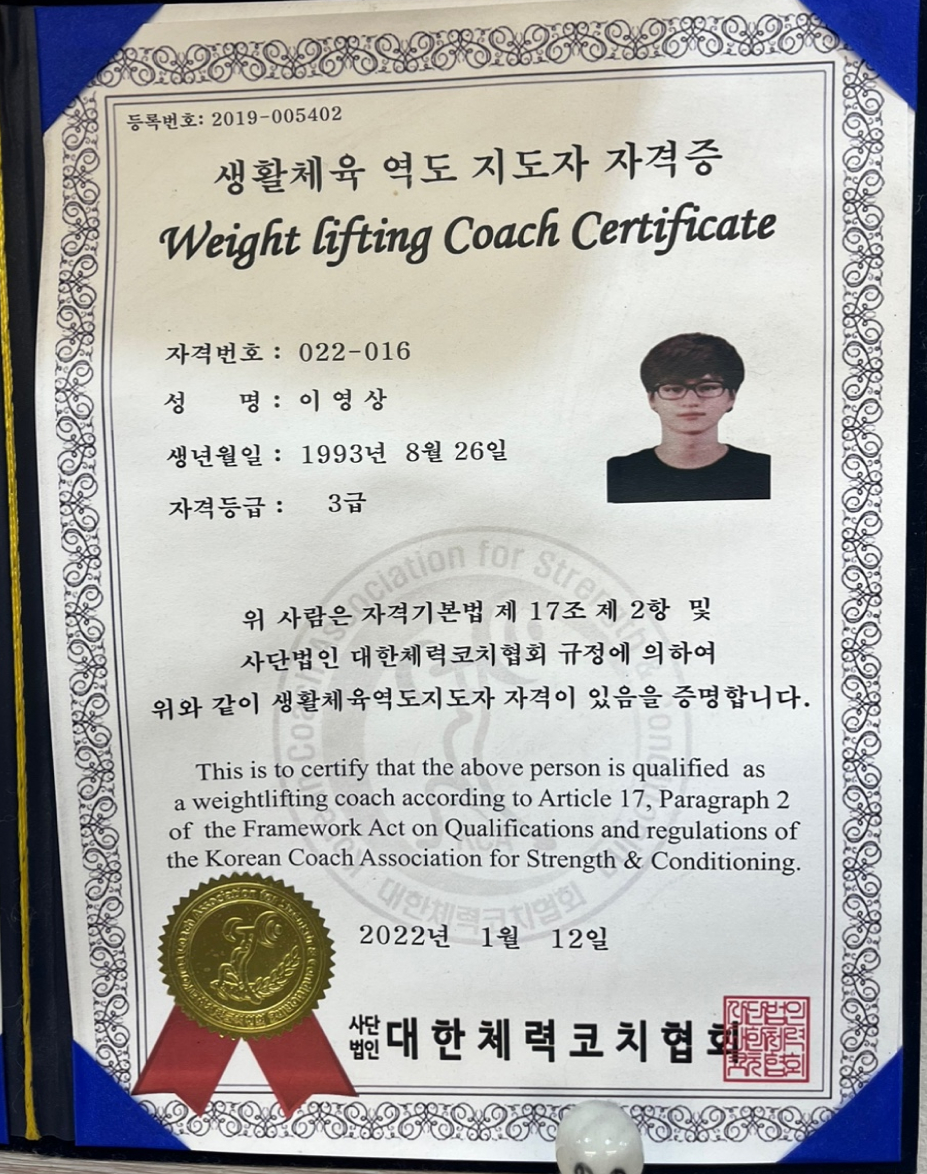 등록번호: 2019-005402
생활체육 역도 지도자 자격증
Weight lifting Coach Certificate
자격번호 : 022-016
성 명 : 이 영 상
생년월일 : 1993년 8월 26일
자격등급 : 3급
위 사람은 자격기본법 제 17조 제 2항 및
사단법인 대한체력코치협회 규정에 의하여
위와 같이 생활체육역도지도자 자격이 있음을 증명합니다.
This is to certify that the above person is qualified as
a weightlifting coach according to Article 17, Paragraph 2
of the Framework Act on Qualifications and regulations of
the Korean Coach Association for Strength & Conditioning.
대한체력코치협회
2022년 1월 12일
사단
법인 대한체력코치협회